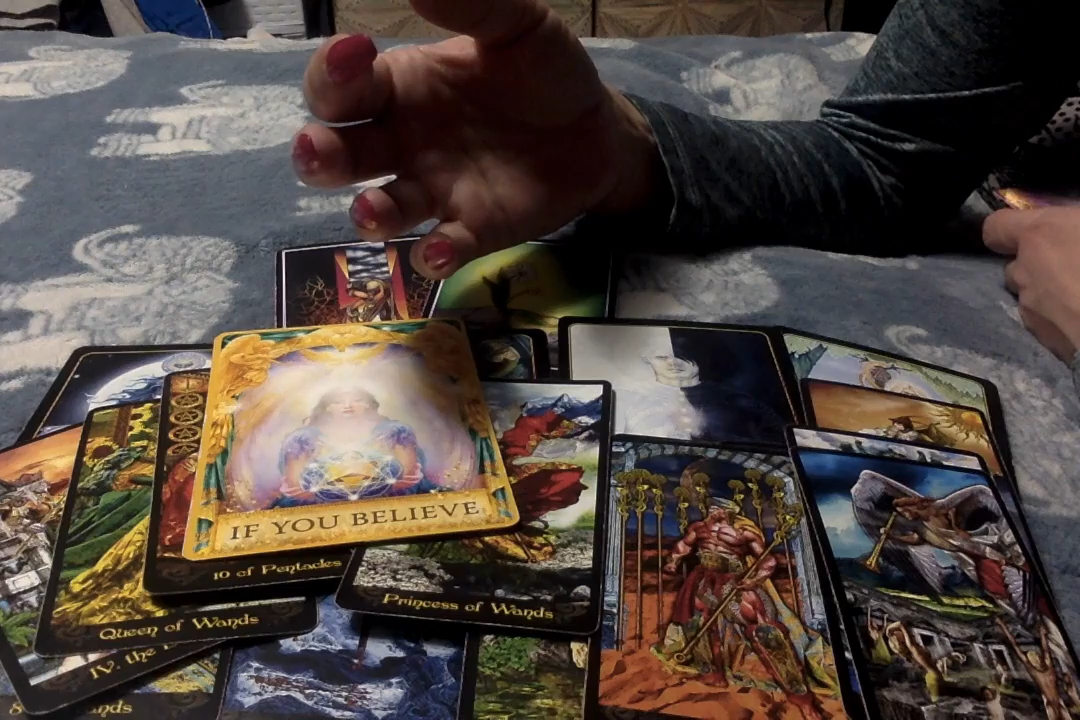 IF YOU BELIEVE
10 of Pentacles
Princess of Wands
Queen of Wands
IV. the